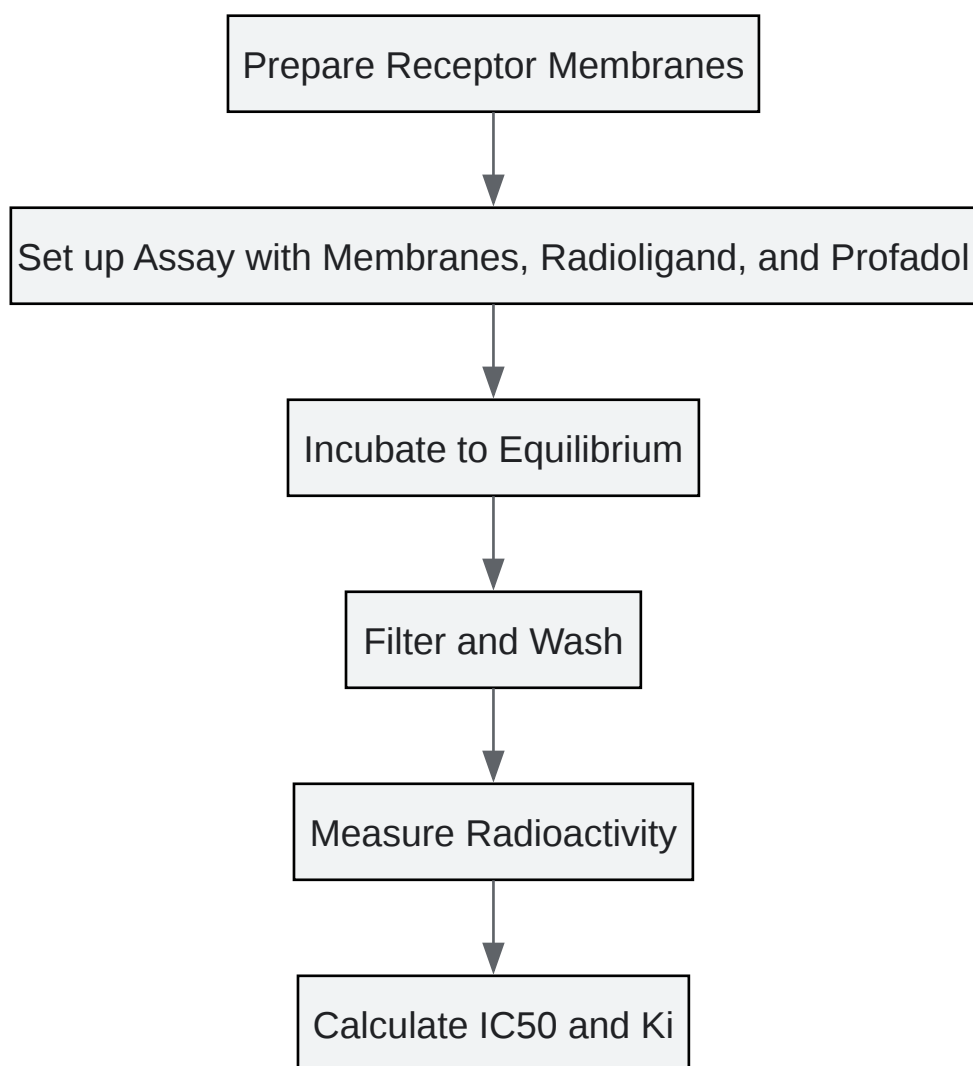 Prepare Receptor Membranes
Set up Assay with Membranes, Radioligand, and Profadol
Incubate to Equilibrium
Filter and Wash
Measure Radioactivity
Calculate IC50 and Ki